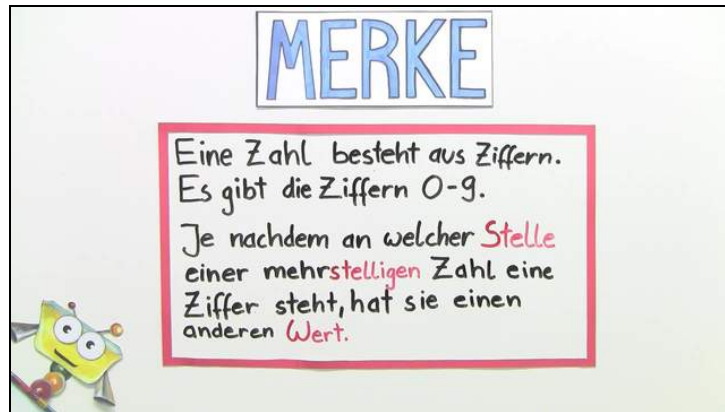 MERKE
Eine Zahl besteht aus Ziffern.
Es gibt die Ziffern 0-9.
Je nachdem an welcher Stelle
einer mehrstelligen Zahl eine
Ziffer steht, hat sie einen
anderen Wert.